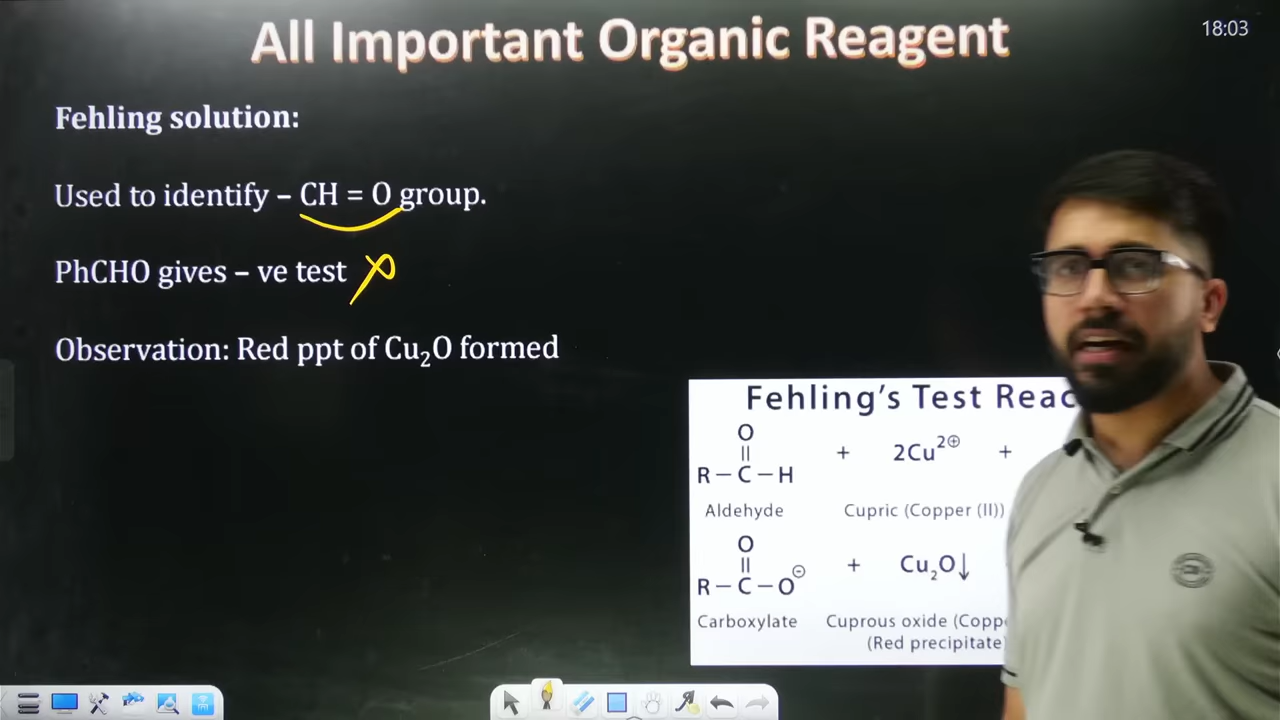 All Important Organic Reagent
18:03
Fehling solution:
Used to identify – CH = O group.
PhCHO gives – ve test
Observation: Red ppt of Cu₂O formed
Fehling's Test Reac
O
R – C – H + 2Cu²⊕ +
Aldehyde Cupric (Copper (II))
O
R – C – O⊖ + Cu₂O↓
Carboxylate Cuprous oxide (Copp
(Red precipitate